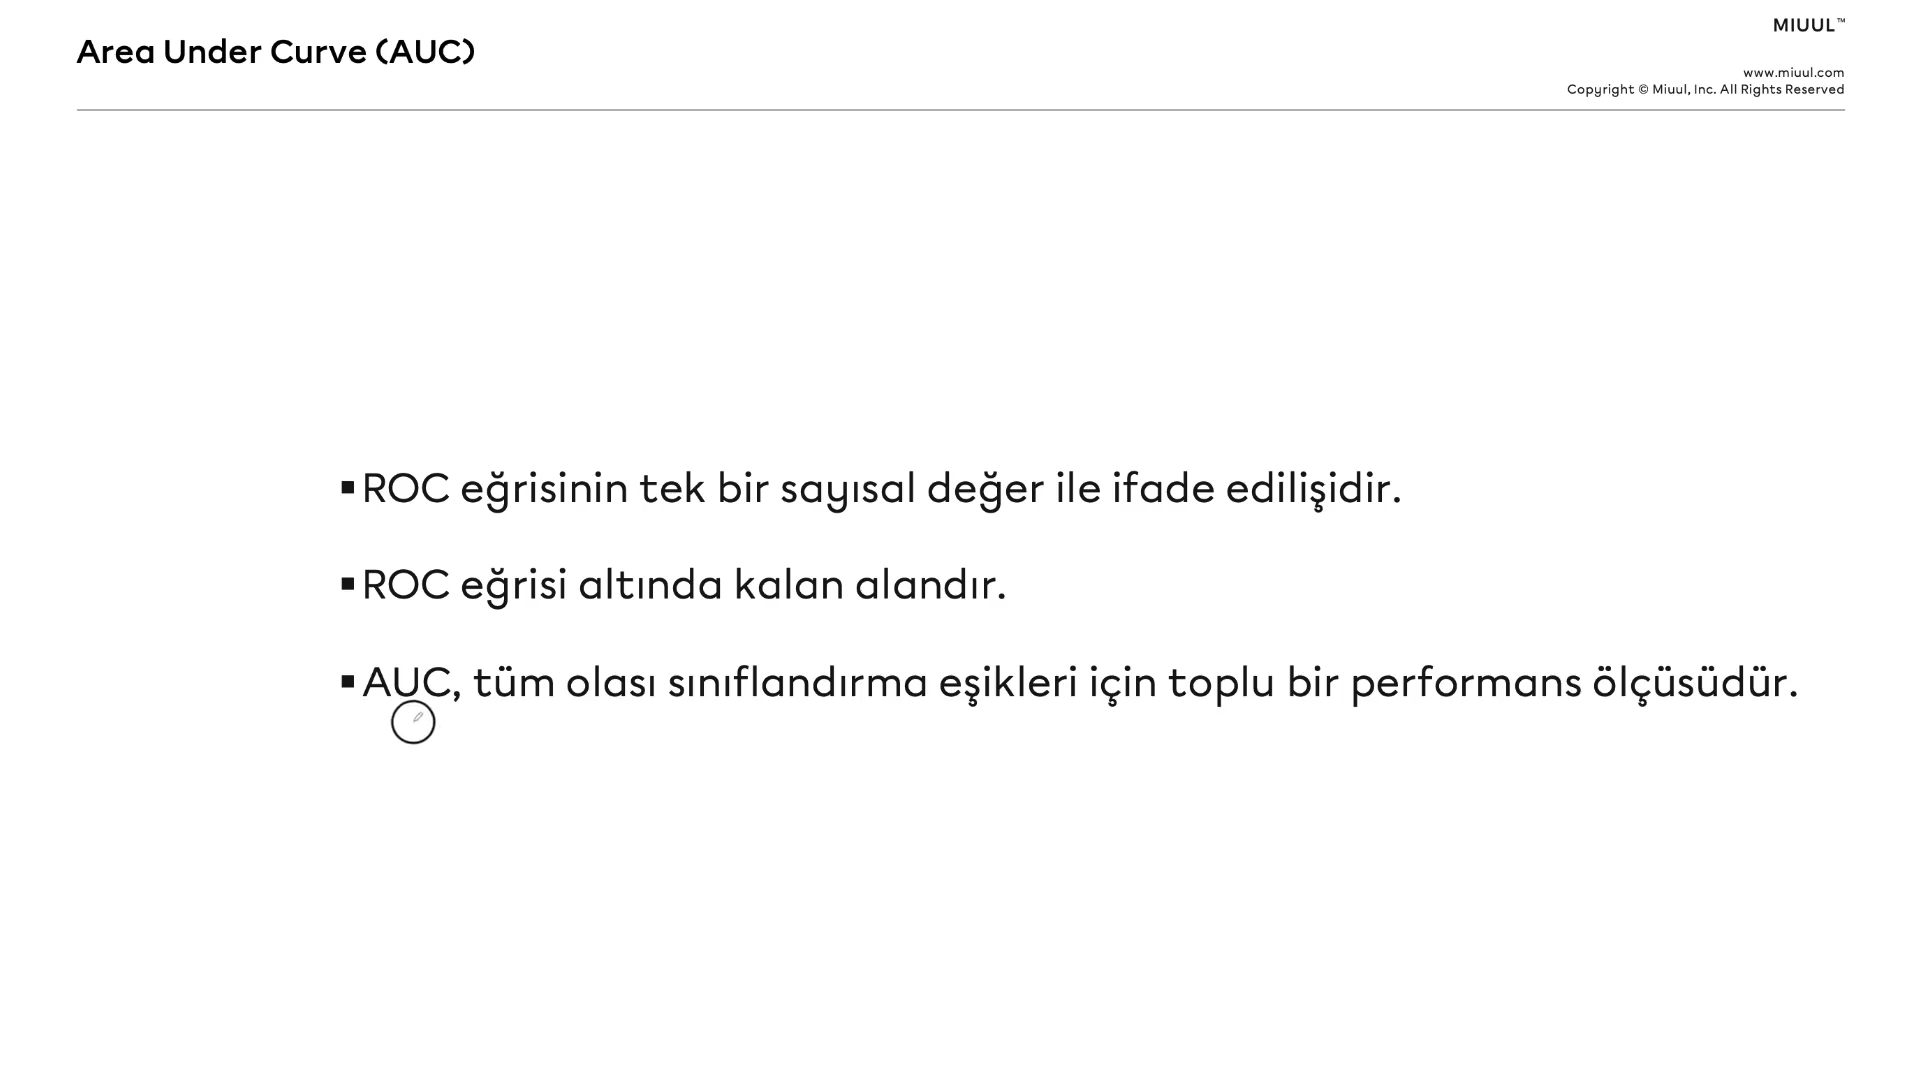 Area Under Curve (AUC)
MIUUL™
www.miuul.com
Copyright © Miuul, Inc. All Rights Reserved
▪ ROC eğrisinin tek bir sayısal değer ile ifade edilişidir.
▪ ROC eğrisi altında kalan alandır.
▪ AUC, tüm olası sınıflandırma eşikleri için toplu bir performans ölçüsüdür.